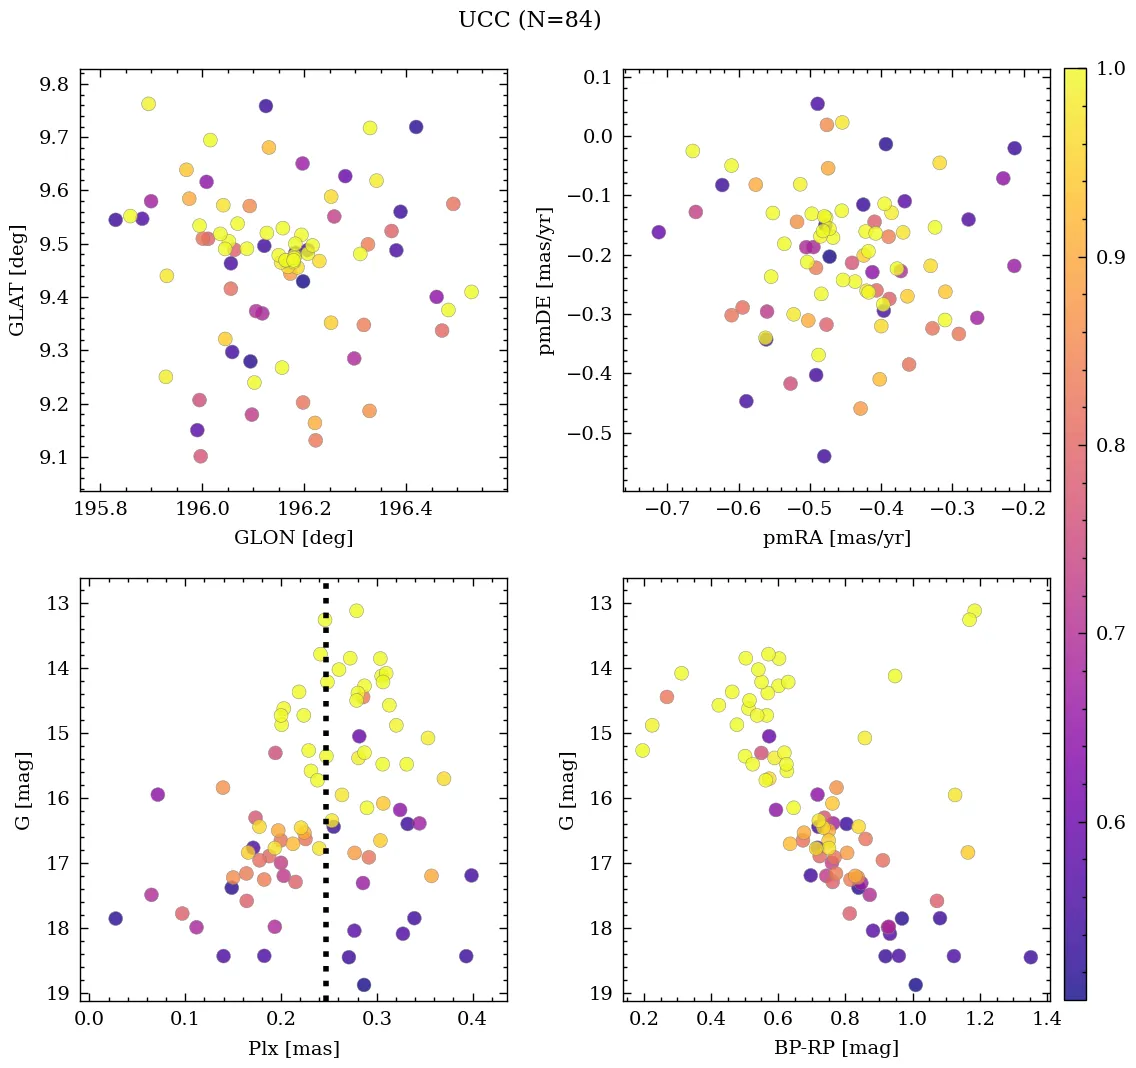 UCC (N=84)
9.8
9.7
9.6
9.5
9.4
9.3
9.2
9.1
GLAT [deg]
195.8 196.0 196.2 196.4
GLON [deg]
0.1
0.0
−0.1
−0.2
−0.3
−0.4
−0.5
pmDE [mas/yr]
−0.7 −0.6 −0.5 −0.4 −0.3 −0.2
pmRA [mas/yr]
1.0
0.9
0.8
0.7
0.6
13
14
15
16
17
18
19
G [mag]
0.0 0.1 0.2 0.3 0.4
Plx [mas]
13
14
15
16
17
18
19
G [mag]
0.2 0.4 0.6 0.8 1.0 1.2 1.4
BP-RP [mag]